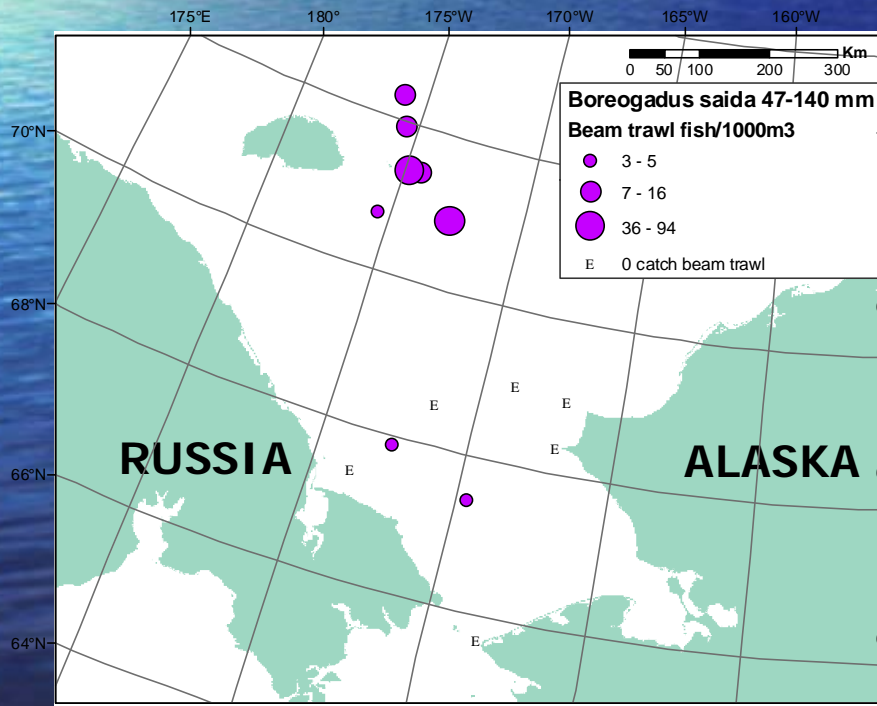 175°E 180° 175°W 170°W 165°W 160°W
Km
0 50 100 200 300
Boreogadus saida 47-140 mm
Beam trawl fish/1000m3
3 - 5
7 - 16
36 - 94
E 0 catch beam trawl
70°N
68°N
E
E
E
E
RUSSIA
ALASKA
E
66°N
64°N
E